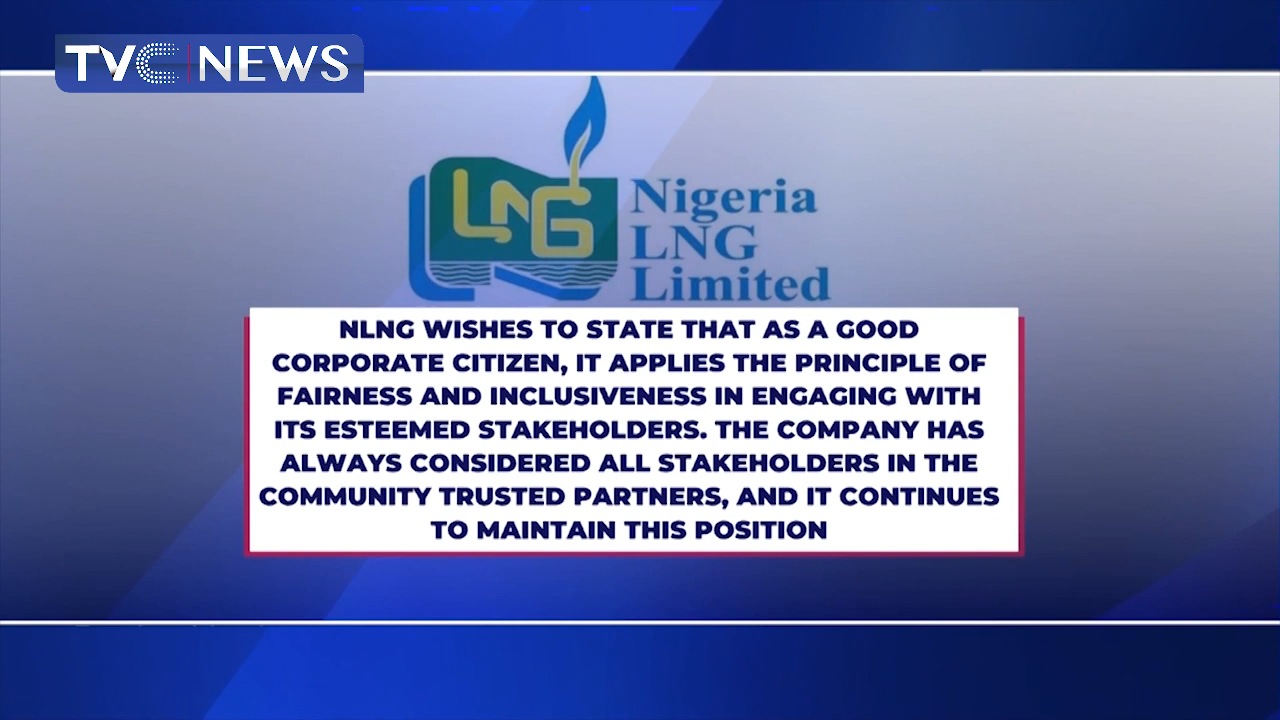 TVC NEWS
LNG
Nigeria
LNG
Limited
NLNG WISHES TO STATE THAT AS A GOOD
CORPORATE CITIZEN, IT APPLIES THE PRINCIPLE OF
FAIRNESS AND INCLUSIVENESS IN ENGAGING WITH
ITS ESTEEMED STAKEHOLDERS. THE COMPANY HAS
ALWAYS CONSIDERED ALL STAKEHOLDERS IN THE
COMMUNITY TRUSTED PARTNERS, AND IT CONTINUES
TO MAINTAIN THIS POSITION